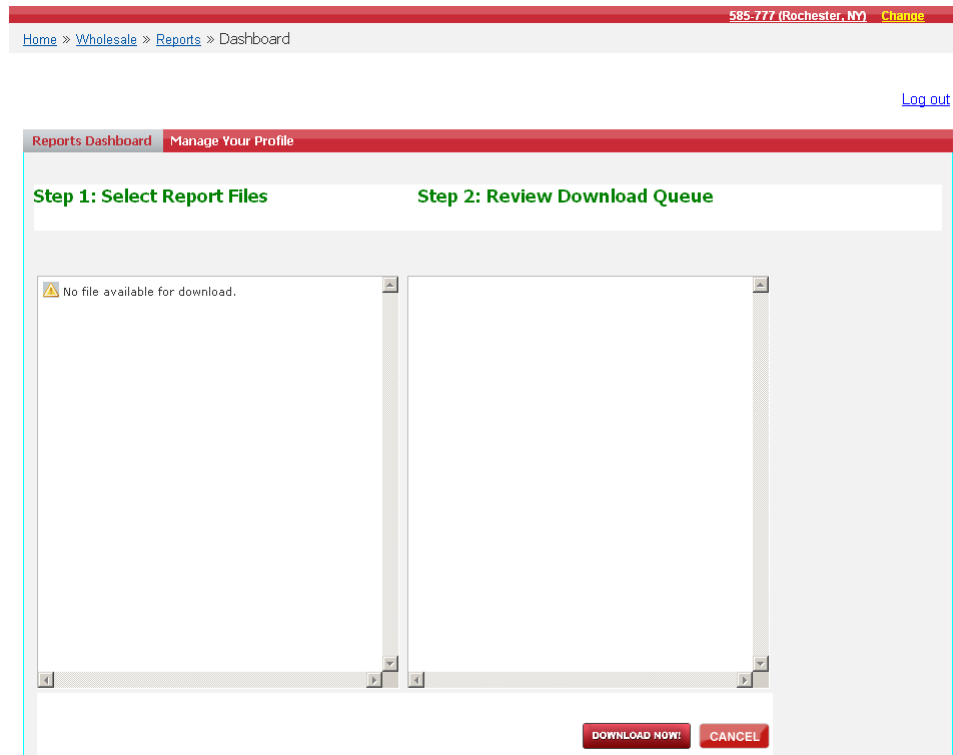 585-777 (Rochester, NY) Change
Home » Wholesale » Reports » Dashboard
Log out
Reports Dashboard Manage Your Profile
Step 1: Select Report Files Step 2: Review Download Queue
No file available for download.
DOWNLOAD NOW! CANCEL